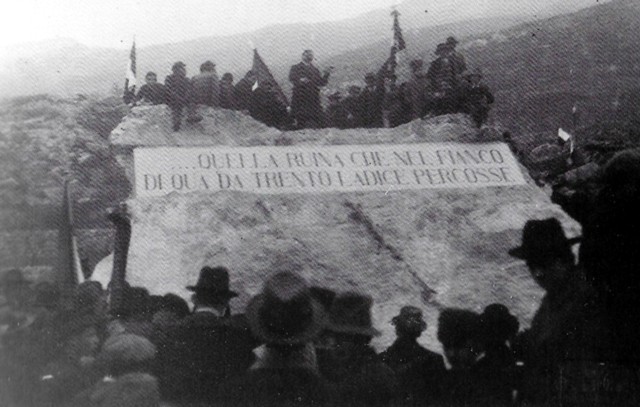 ....QUELLA RUINA CHE NEL FIANCO
DI QUA DA TRENTO L'ADICE PERCOSSE